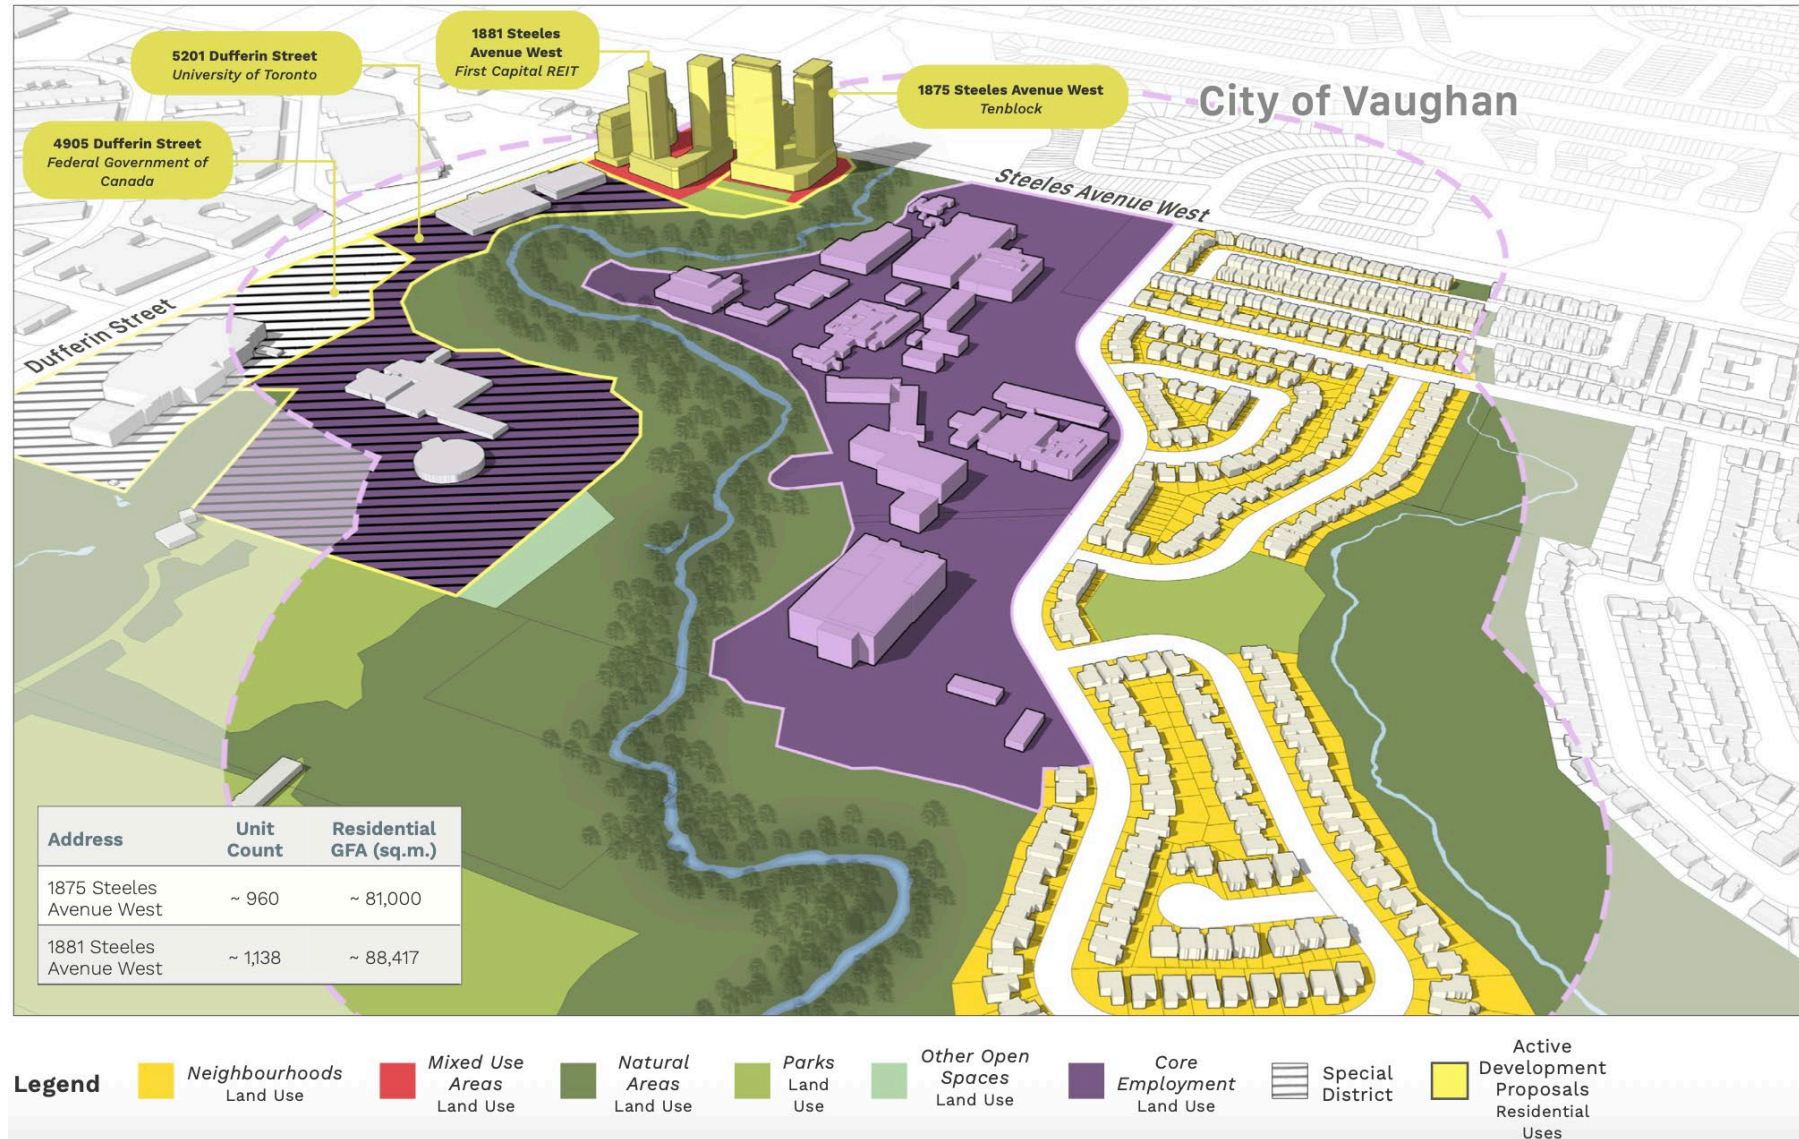 1881 Steeles
Avenue West
First Capital REIT
5201 Dufferin Street
University of Toronto
1875 Steeles Avenue West
Tenblock
City of Vaughan
4905 Dufferin Street
Federal Government of
Canada
Steeles Avenue West
Dufferin Street
Address Unit Count Residential GFA (sq.m.)
1875 Steeles Avenue West ~ 960 ~ 81,000
1881 Steeles Avenue West ~ 1,138 ~ 88,417
Legend
Neighbourhoods
Land Use
Mixed Use
Areas
Land Use
Natural
Areas
Land Use
Parks
Land
Use
Other Open
Spaces
Land Use
Core
Employment
Land Use
Special
District
Active
Development
Proposals
Residential
Uses